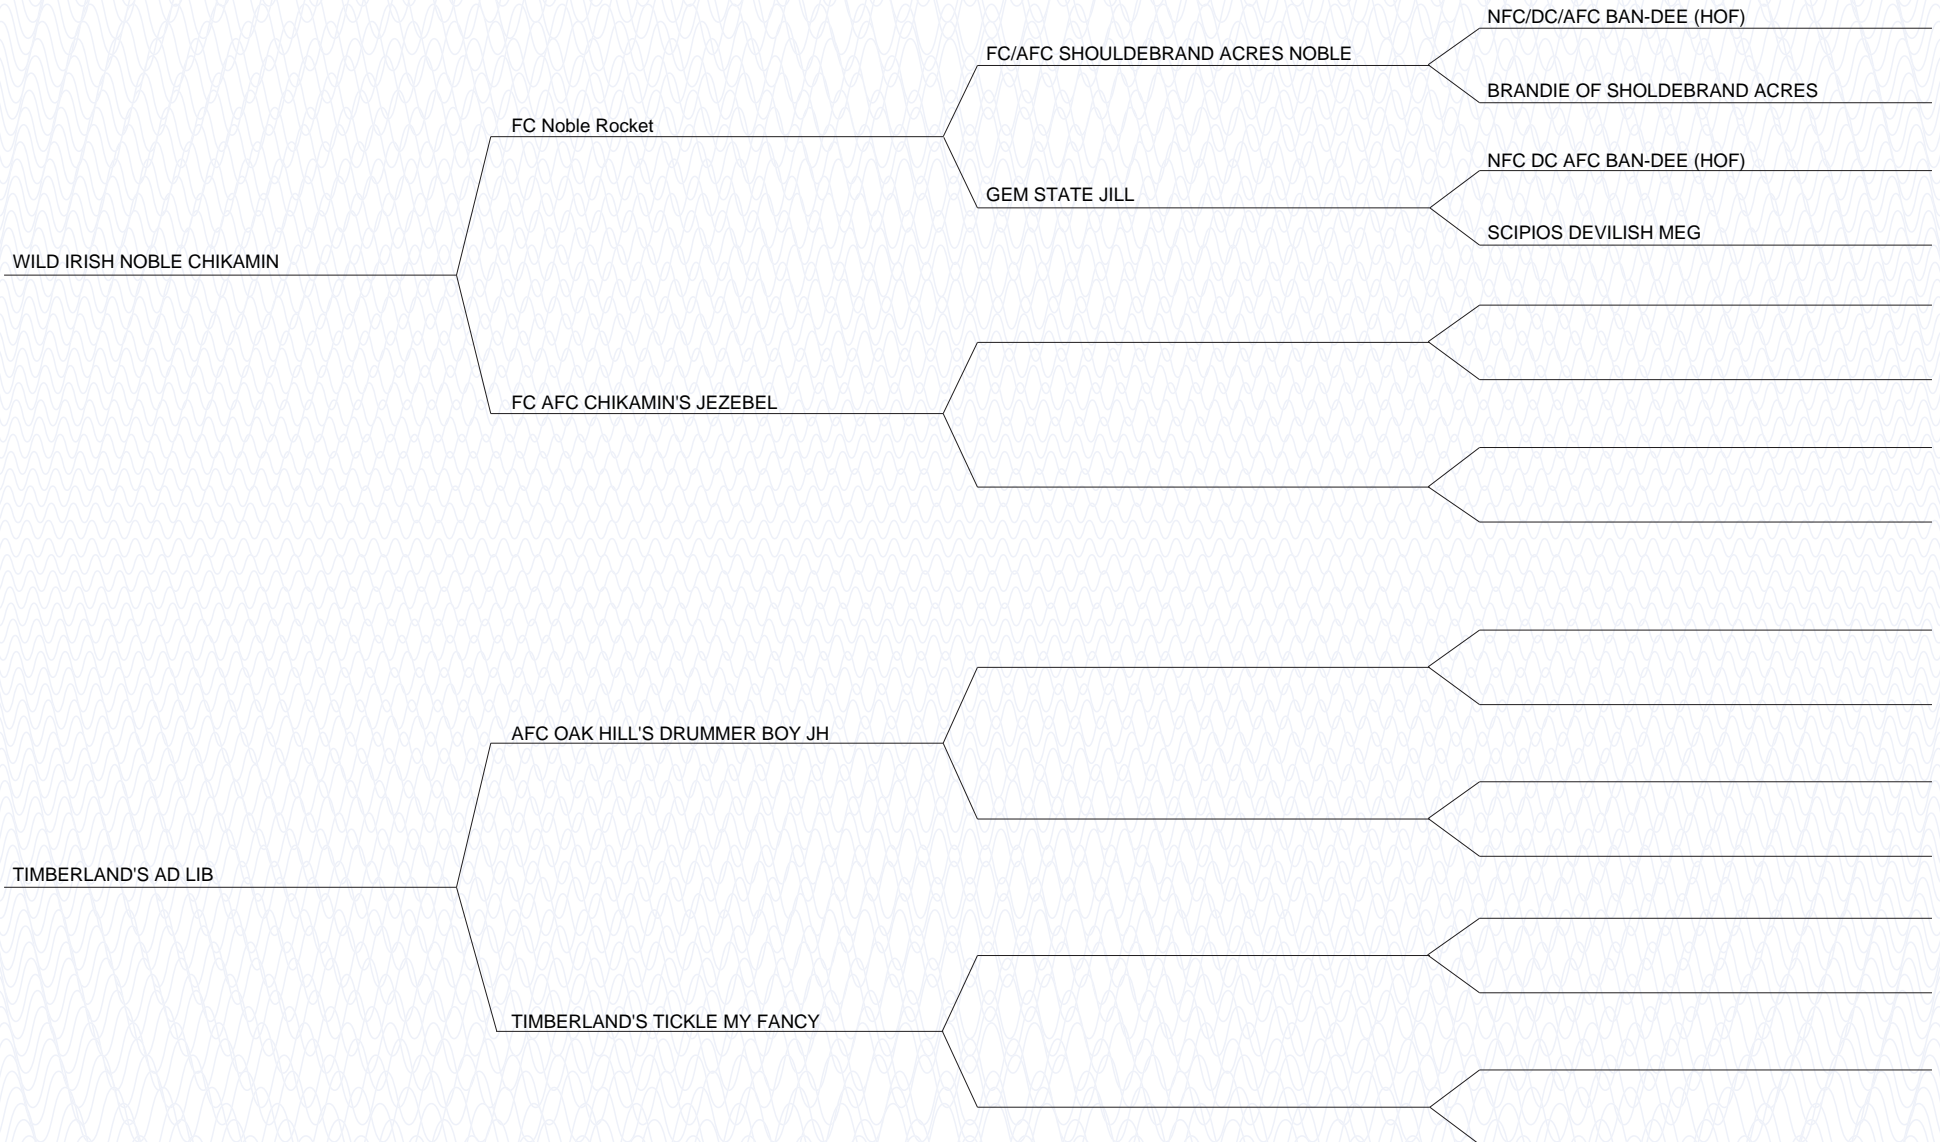 NFC/DC/AFC BAN-DEE (HOF)
FC/AFC SHOULDEBRAND ACRES NOBLE
BRANDIE OF SHOLDEBRAND ACRES
FC Noble Rocket
NFC DC AFC BAN-DEE (HOF)
GEM STATE JILL
SCIPIOS DEVILISH MEG
WILD IRISH NOBLE CHIKAMIN
FC AFC CHIKAMIN'S JEZEBEL
AFC OAK HILL'S DRUMMER BOY JH
TIMBERLAND'S AD LIB
TIMBERLAND'S TICKLE MY FANCY